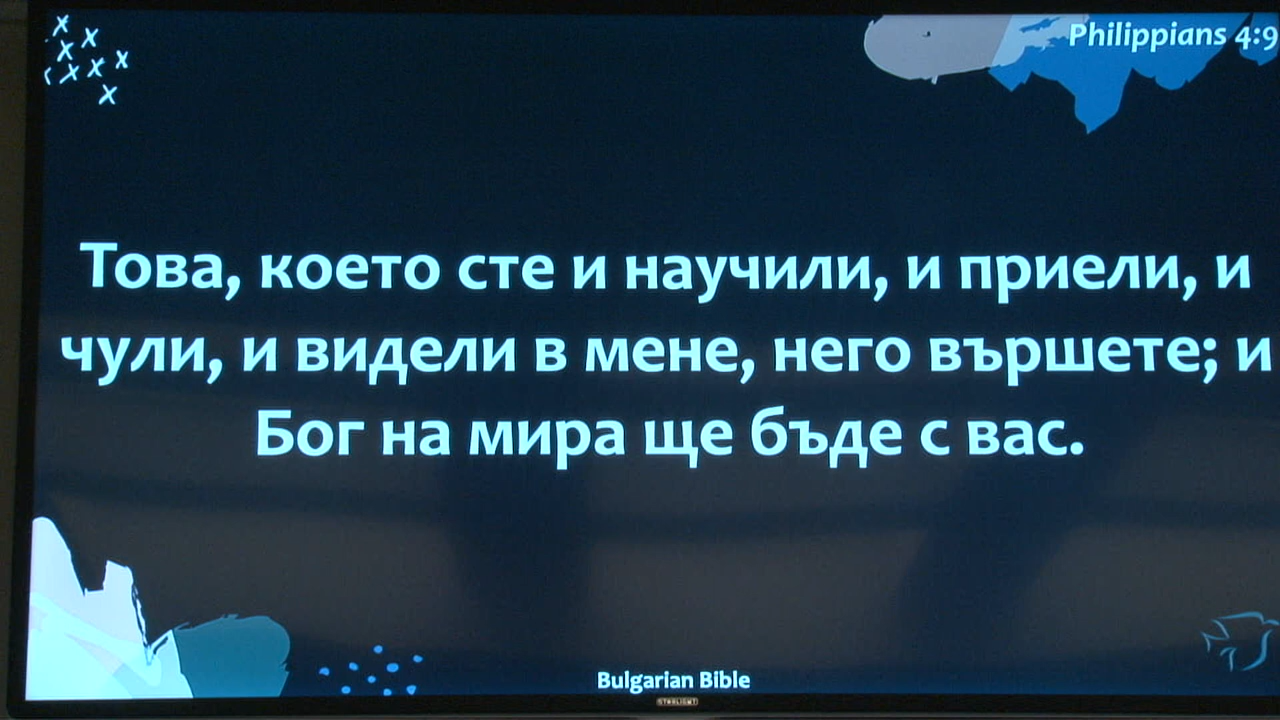 Philippians 4:9
Това, което сте и научили, и приели, и
чули, и видели в мене, него вършете; и
Бог на мира ще бъде с вас.
Bulgarian Bible
STARLIGHT